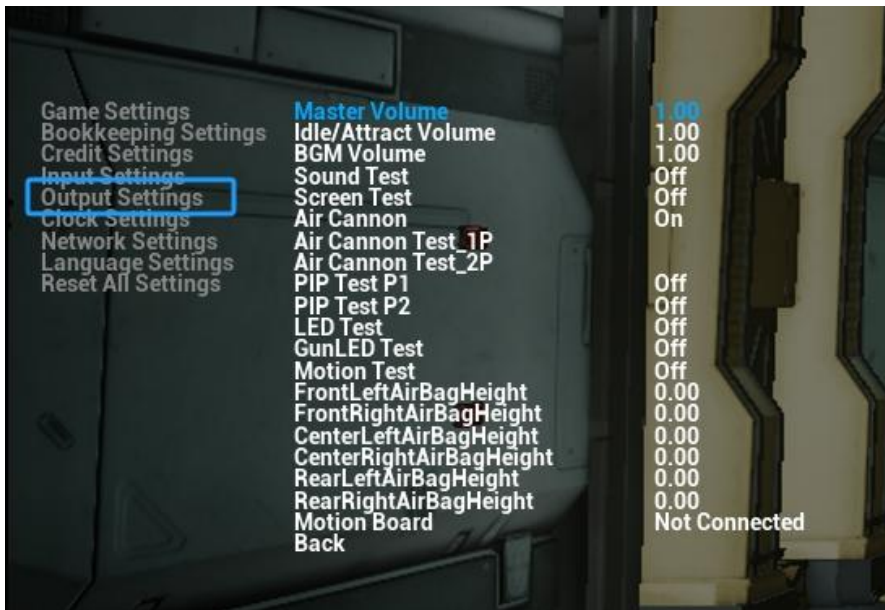 Game Settings
Bookkeeping Settings
Credit Settings
Input Settings
Output Settings
Clock Settings
Network Settings
Language Settings
Reset All Settings
Master Volume 1.00
Idle/Attract Volume 1.00
BGM Volume 1.00
Sound Test Off
Screen Test Off
Air Cannon On
Air Cannon Test_1P
Air Cannon Test_2P
PIP Test P1 Off
PIP Test P2 Off
LED Test Off
GunLED Test Off
Motion Test Off
FrontLeftAirBagHeight 0.00
FrontRightAirBagHeight 0.00
CenterLeftAirBagHeight 0.00
CenterRightAirBagHeight 0.00
RearLeftAirBagHeight 0.00
RearRightAirBagHeight 0.00
Motion Board Not Connected
Back